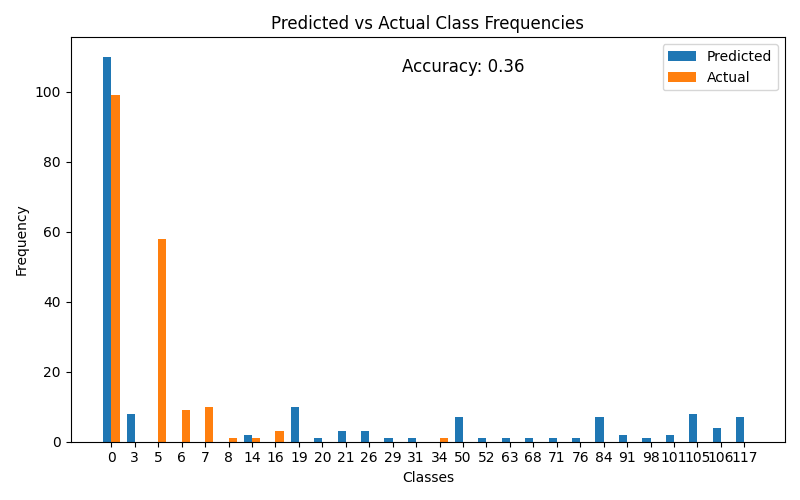 Predicted vs Actual Class Frequencies
Accuracy: 0.36
Predicted
Actual
Frequency
100
80
60
40
20
0
0 3 5 6 7 8 14 16 19 20 21 26 29 31 34 50 52 63 68 71 76 84 91 98 101 105 106 117
Classes